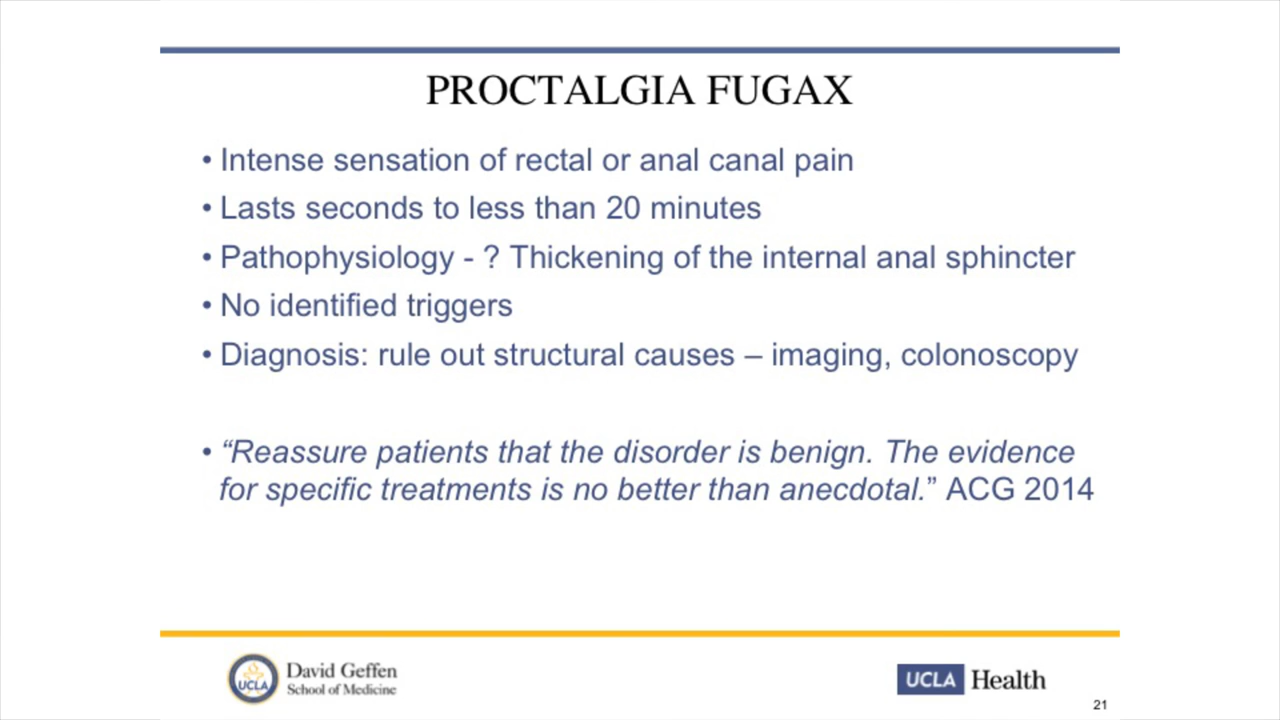 PROCTALGIA FUGAX
• Intense sensation of rectal or anal canal pain
• Lasts seconds to less than 20 minutes
• Pathophysiology - ? Thickening of the internal anal sphincter
• No identified triggers
• Diagnosis: rule out structural causes – imaging, colonoscopy
• “Reassure patients that the disorder is benign. The evidence
for specific treatments is no better than anecdotal.” ACG 2014
UCLA
David Geffen
School of Medicine
UCLA Health
21